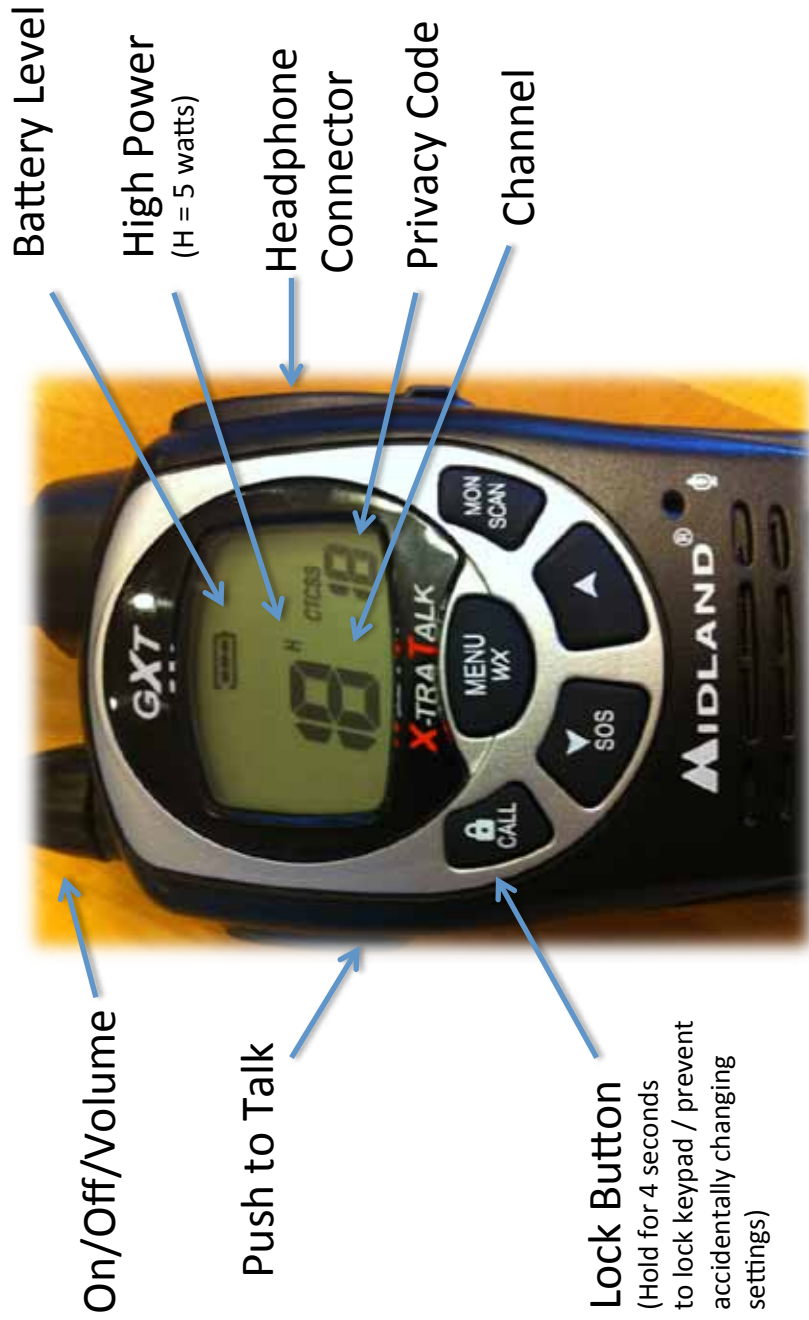 On/Off/Volume
Push to Talk
Lock Button
(Hold for 4 seconds
to lock keypad / prevent
accidentally changing
settings)
GXT
H
CTCSS
18 18
X-TRA TALK
CALL
MENU
WX
MON
SCAN
SOS
MIDLAND®
Battery Level
High Power
(H = 5 watts)
Headphone
Connector
Privacy Code
Channel